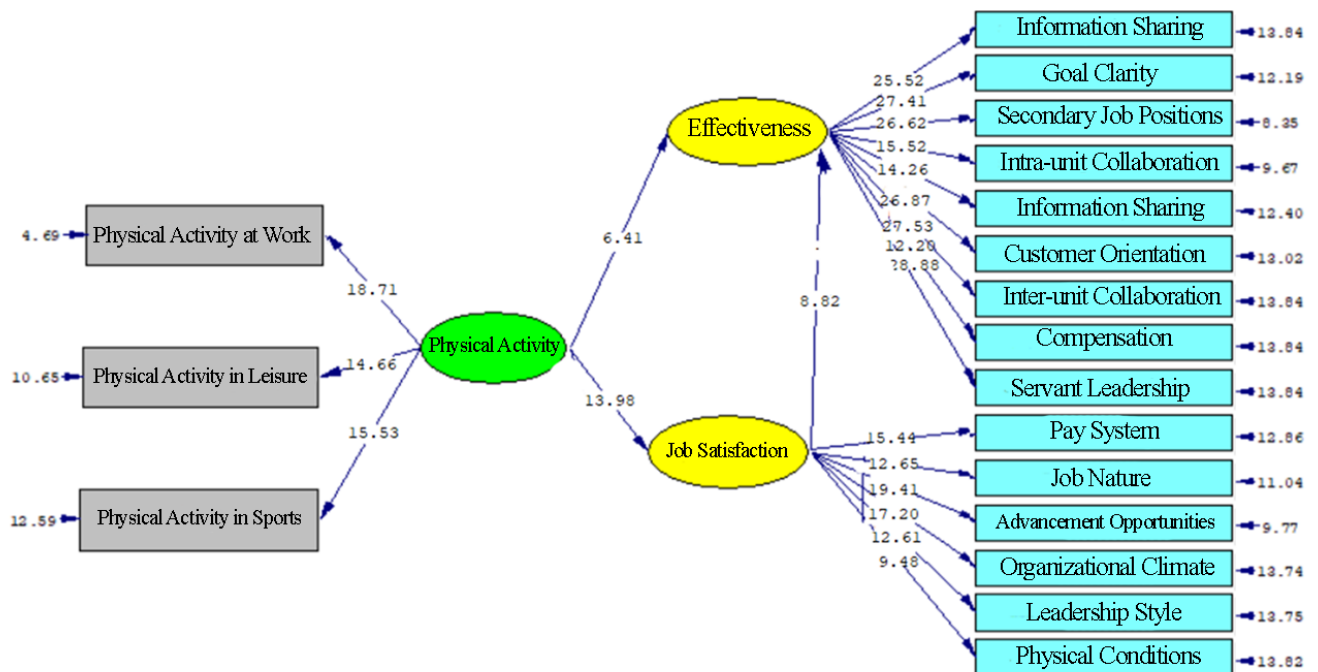 Information Sharing
13.84
25.52
Goal Clarity
12.19
27.41
Effectiveness
Secondary Job Positions
8.35
26.62
Intra-unit Collaboration
9.67
15.52
14.26
Information Sharing
12.40
26.87
4.69
Physical Activity at Work
6.41
27.53
Customer Orientation
13.02
12.20
28.88
18.71
8.82
Inter-unit Collaboration
13.84
Physical Activity
Compensation
13.84
10.65
Physical Activity in Leisure
14.66
13.98
Servant Leadership
13.84
15.53
Job Satisfaction
15.44
Pay System
12.86
12.65
Job Nature
11.04
19.41
12.59
Physical Activity in Sports
17.20
Advancement Opportunities
9.77
12.61
Organizational Climate
13.74
9.48
Leadership Style
13.75
Physical Conditions
13.82